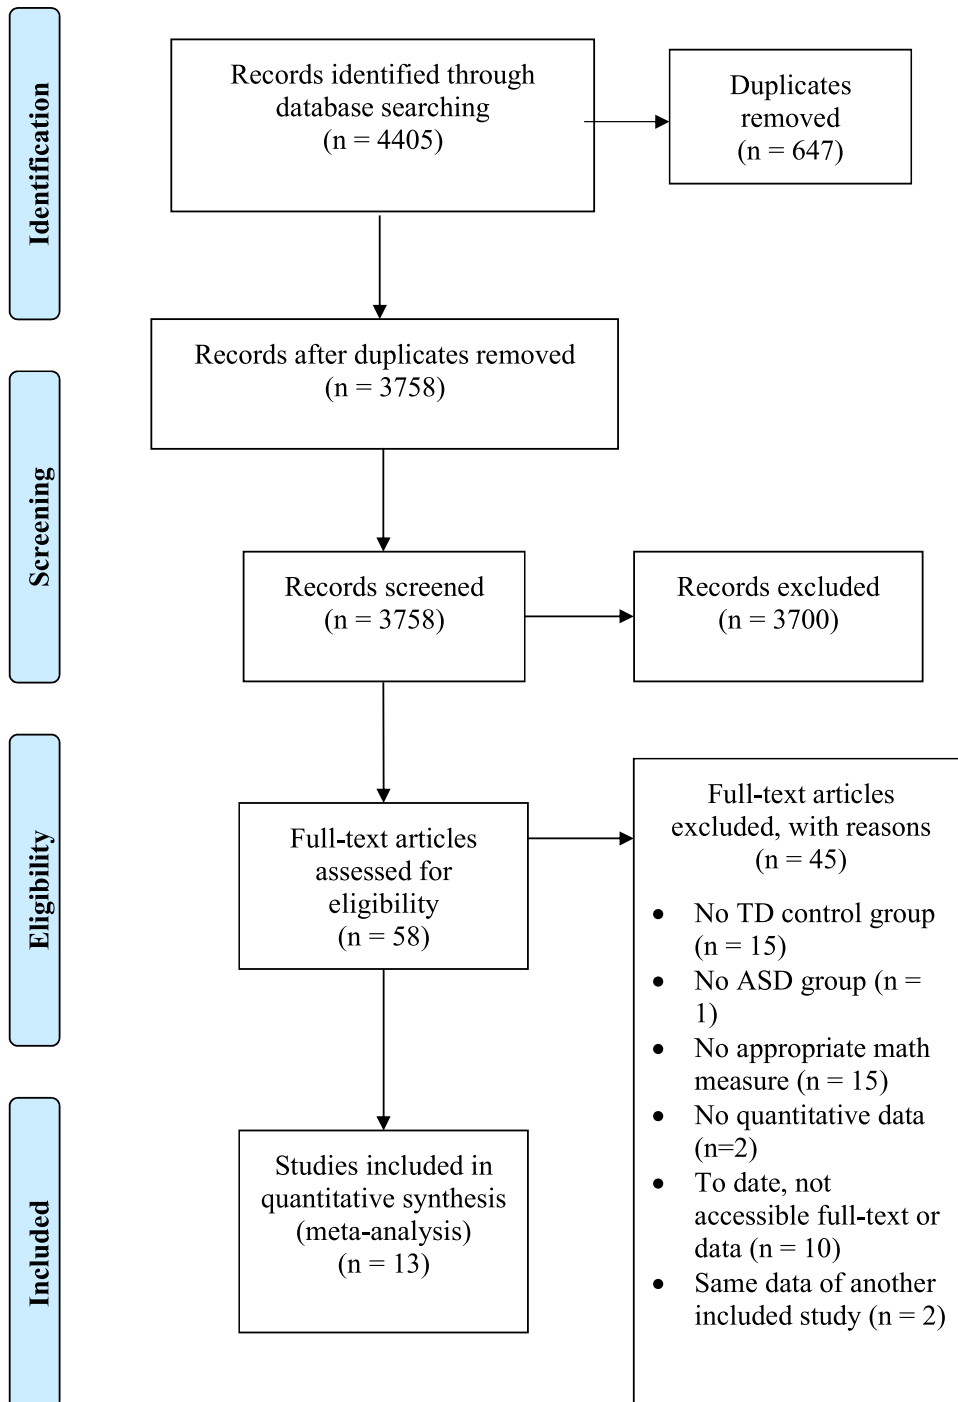 Identification
Records identified through
database searching
(n = 4405)
Duplicates
removed
(n = 647)
Records after duplicates removed
(n = 3758)
Screening
Records screened
(n = 3758)
Records excluded
(n = 3700)
Eligibility
Full-text articles
assessed for
eligibility
(n = 58)
Full-text articles
excluded, with reasons
(n = 45)
• No TD control group
(n = 15)
• No ASD group (n =
1)
• No appropriate math
measure (n = 15)
• No quantitative data
(n=2)
• To date, not
accessible full-text or
data (n = 10)
• Same data of another
included study (n = 2)
Included
Studies included in
quantitative synthesis
(meta-analysis)
(n = 13)